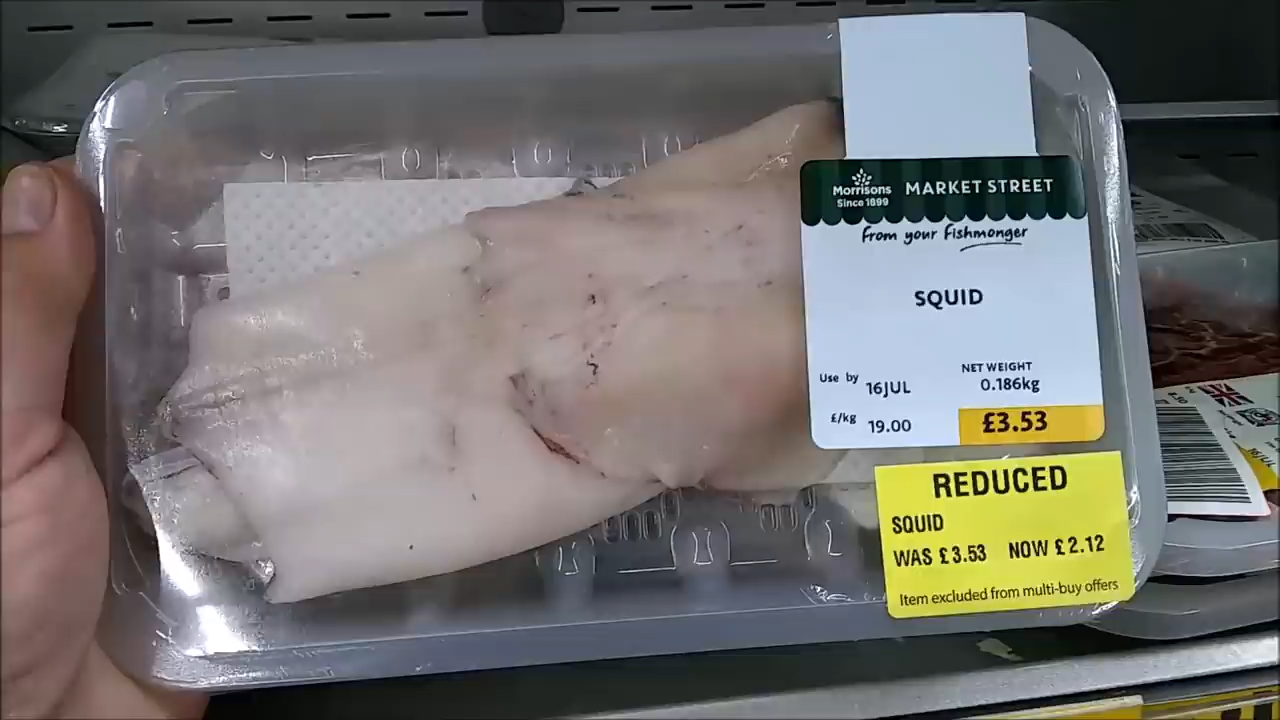 Morrisons
Since 1899
MARKET STREET
From your Fishmonger
SQUID
Use by 16JUL
NET WEIGHT
0.186kg
£/kg 19.00
£3.53
REDUCED
SQUID
WAS £3.53 NOW £2.12
Item excluded from multi-buy offers